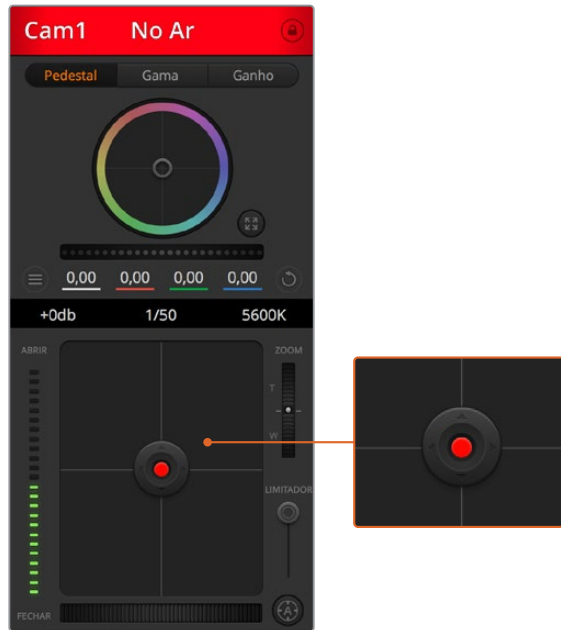 Cam1 No Ar
Pedestal Gama Ganho
0,00 0,00 0,00 0,00
+0db 1/50 5600K
ABRIR ZOOM
T
W
LIMITADOR
FECHAR A